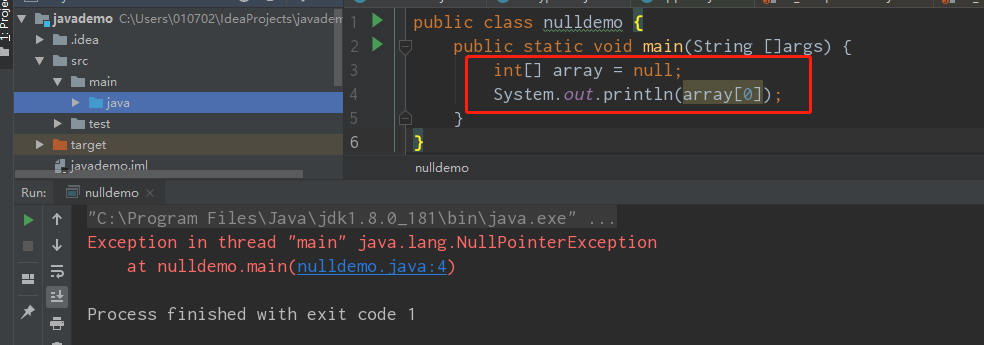 javademo C:\Users\010702\IdeaProjects\javadem
.idea
src
main
java
test
target
javademo.iml
1: Project
1 public class nulldemo {
2 public static void main(String []args) {
3 int[] array = null;
4 System.out.println(array[0]);
5 }
6 }
nulldemo
Run: nulldemo ×
"C:\Program Files\Java\jdk1.8.0_181\bin\java.exe" ...
Exception in thread "main" java.lang.NullPointerException
at nulldemo.main(nulldemo.java:4)
Process finished with exit code 1